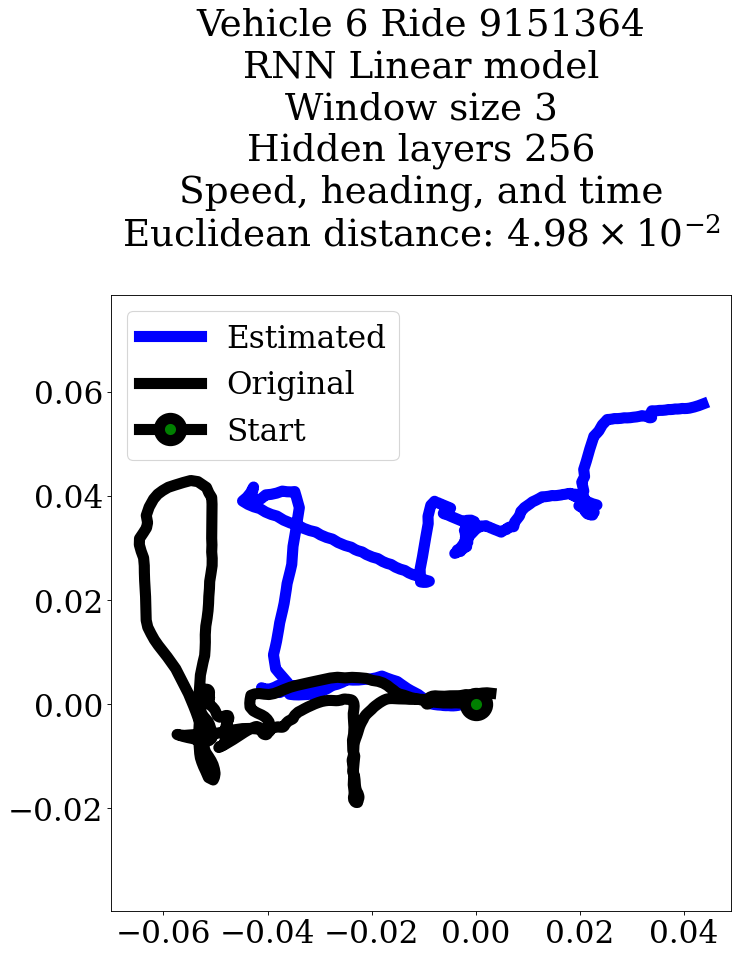 Vehicle 6 Ride 9151364
RNN Linear model
Window size 3
Hidden layers 256
Speed, heading, and time
Euclidean distance: 4.98 × 10⁻²
Estimated
Original
Start
0.06
0.04
0.02
0.00
−0.02
−0.06 −0.04 −0.02 0.00 0.02 0.04